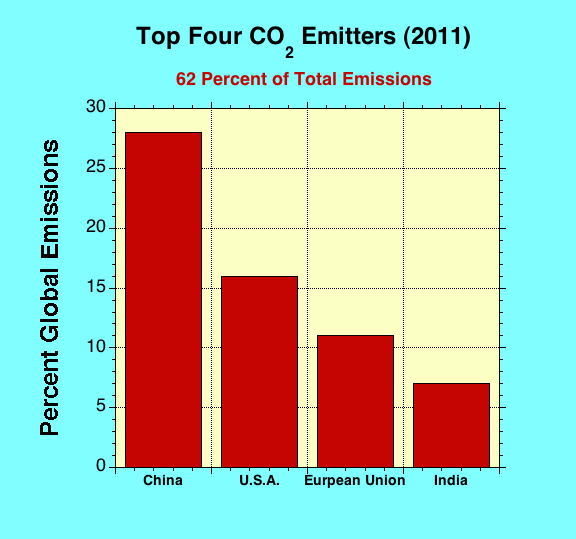 Top Four CO₂ Emitters (2011)
62 Percent of Total Emissions
Percent Global Emissions
30
25
20
15
10
5
0
China U.S.A. Eurpean Union India